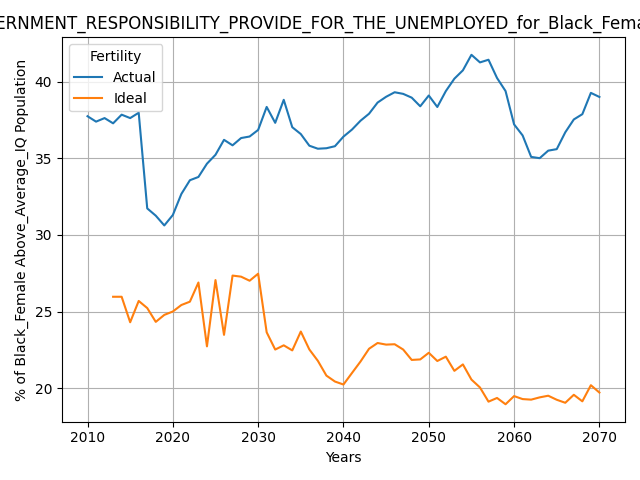 ERNMENT_RESPONSIBILITY_PROVIDE_FOR_THE_UNEMPLOYED_for_Black_Fema
Fertility
Actual
Ideal
% of Black_Female Above_Average_IQ Population
40
35
30
25
20
2010 2020 2030 2040 2050 2060 2070
Years